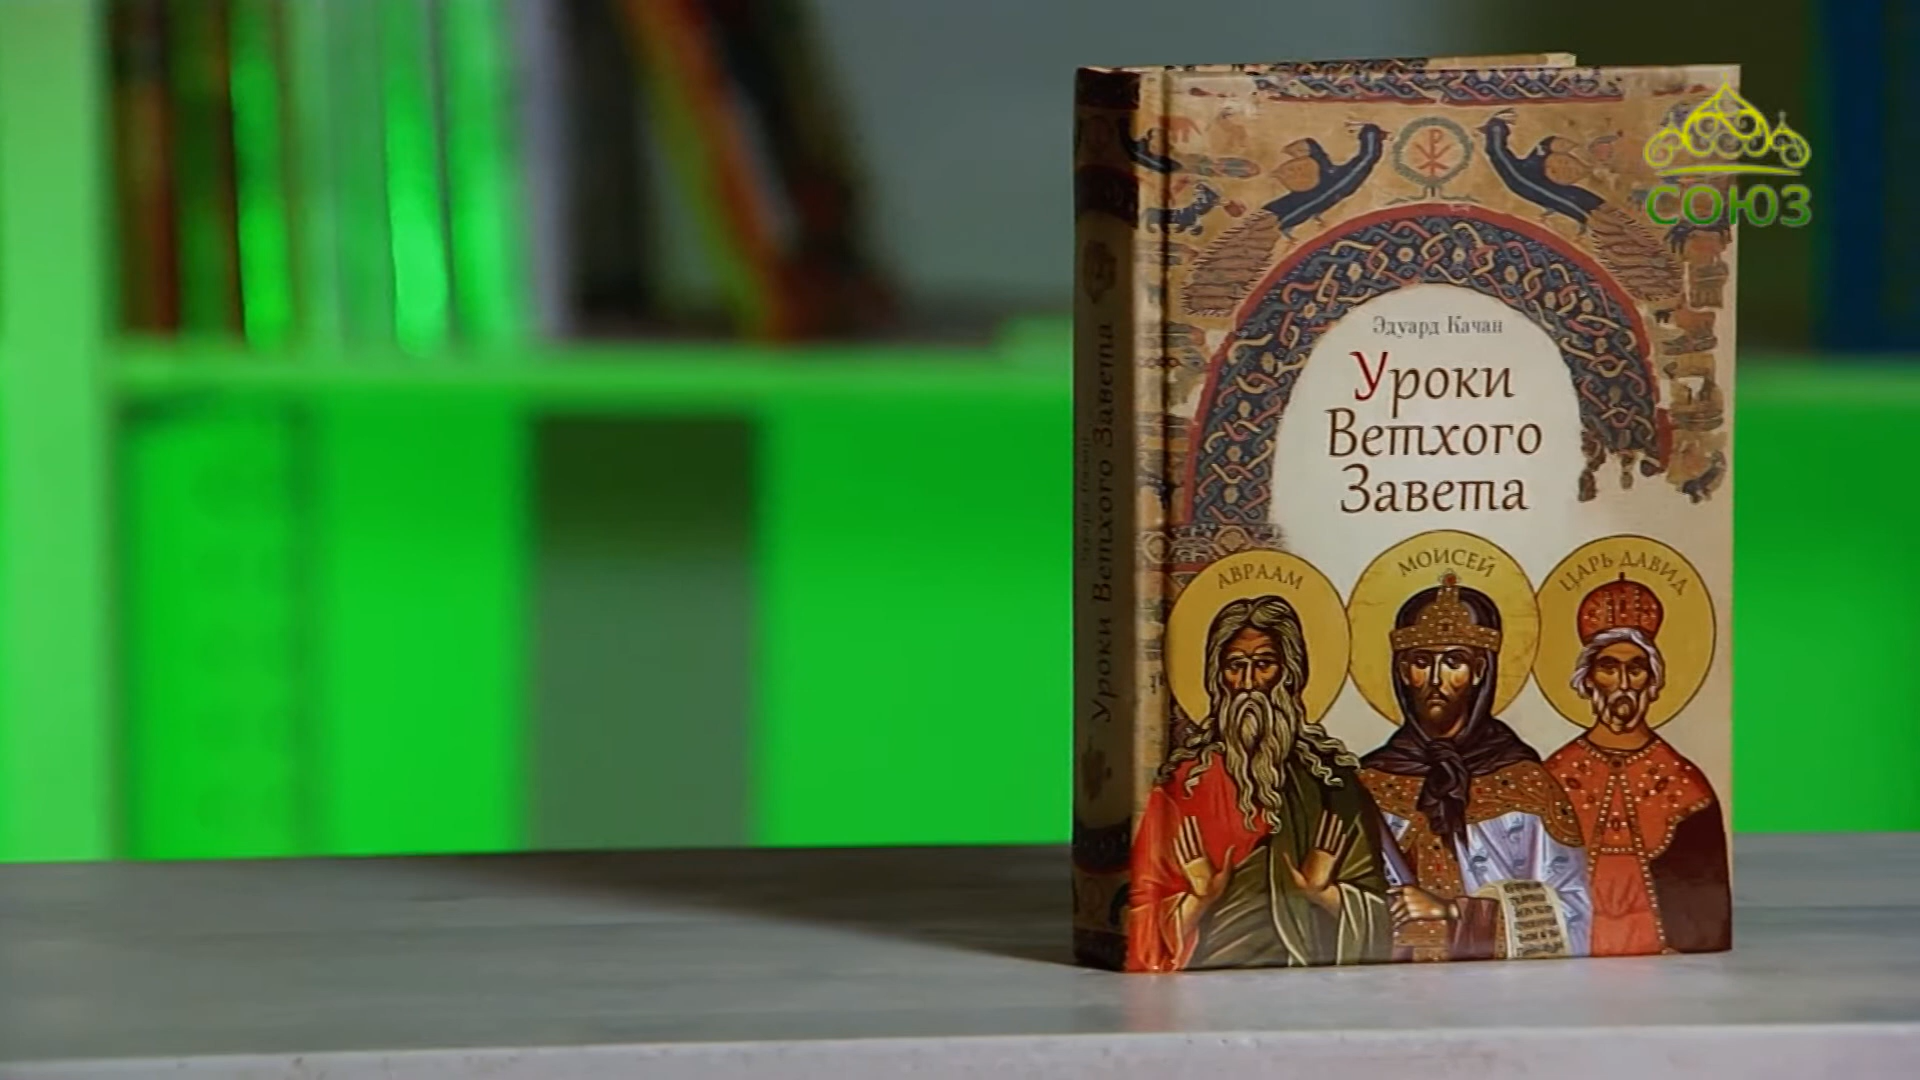 СОЮЗ
Эдуард Качан
Уроки
Ветхого
Завета
АВРААМ
МОИСЕЙ
ЦАРЬ ДАВИД
Уроки Ветхого Завета